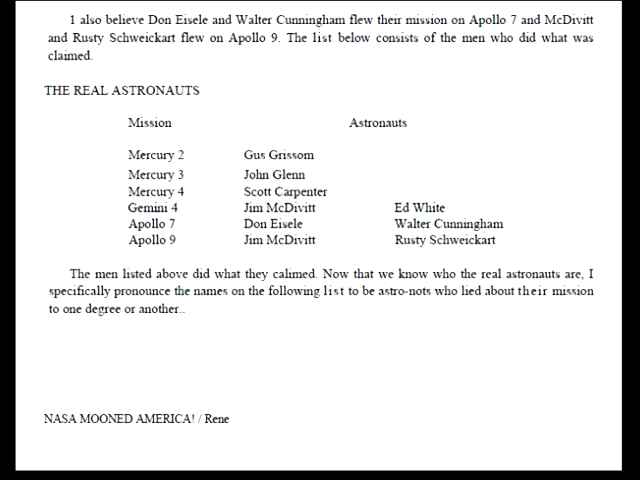 I also believe Don Eisele and Walter Cunningham flew their mission on Apollo 7 and McDivitt
and Rusty Schweickart flew on Apollo 9. The list below consists of the men who did what was
claimed.
THE REAL ASTRONAUTS
Mission Astronauts
Mercury 2 Gus Grissom
Mercury 3 John Glenn
Mercury 4 Scott Carpenter
Gemini 4 Jim McDivitt Ed White
Apollo 7 Don Eisele Walter Cunningham
Apollo 9 Jim McDivitt Rusty Schweickart
The men listed above did what they calimed. Now that we know who the real astronauts are, I
specifically pronounce the names on the following list to be astro-nots who lied about their mission
to one degree or another..
NASA MOONED AMERICA! / Rene